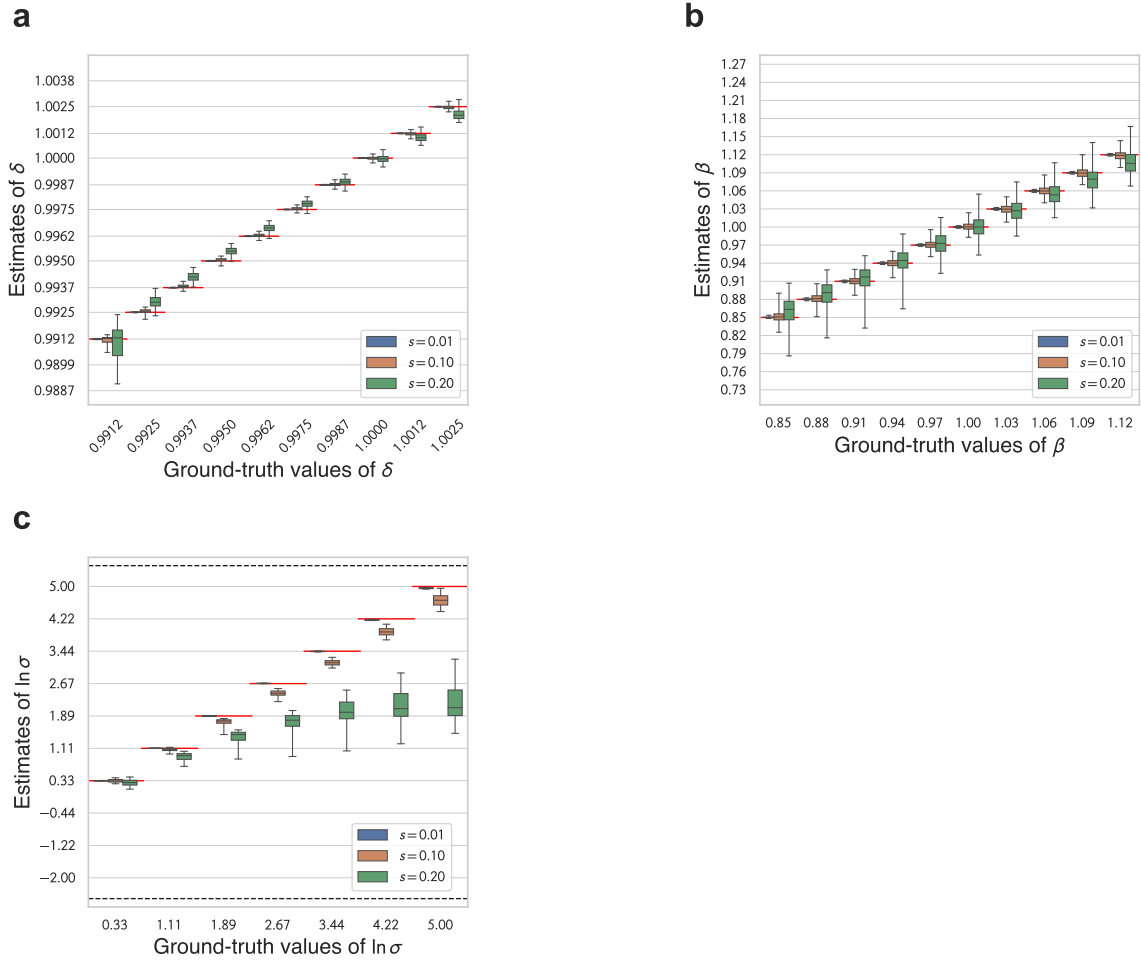 a
Estimates of δ
1.0038
1.0025
1.0012
1.0000
0.9987
0.9975
0.9962
0.9950
0.9937
0.9925
0.9912
0.9899
0.9887
s = 0.01
s = 0.10
s = 0.20
0.9912 0.9925 0.9937 0.9950 0.9962 0.9975 0.9987 1.0000 1.0012 1.0025
Ground-truth values of δ
b
Estimates of β
1.27
1.24
1.21
1.18
1.15
1.12
1.09
1.06
1.03
1.00
0.97
0.94
0.91
0.88
0.85
0.82
0.79
0.76
0.73
s = 0.01
s = 0.10
s = 0.20
0.85 0.88 0.91 0.94 0.97 1.00 1.03 1.06 1.09 1.12
Ground-truth values of β
c
Estimates of ln σ
5.00
4.22
3.44
2.67
1.89
1.11
0.33
−0.44
−1.22
−2.00
s = 0.01
s = 0.10
s = 0.20
0.33 1.11 1.89 2.67 3.44 4.22 5.00
Ground-truth values of ln σ